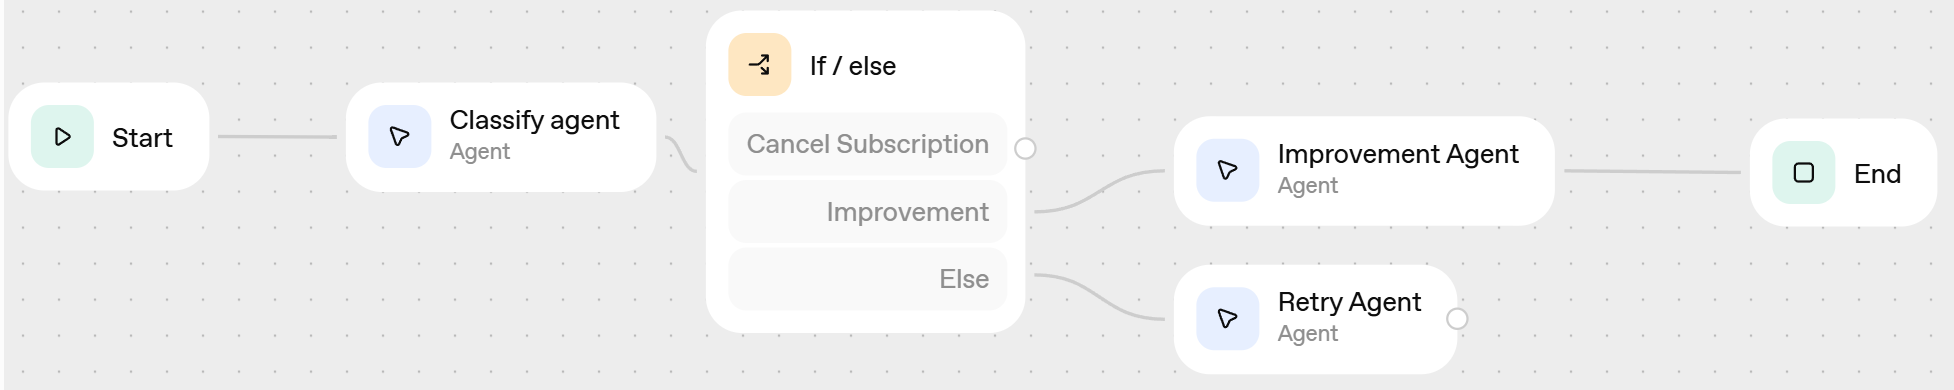 Start
Classify agent
Agent
If / else
Cancel Subscription
Improvement
Else
Improvement Agent
Agent
Retry Agent
Agent
End